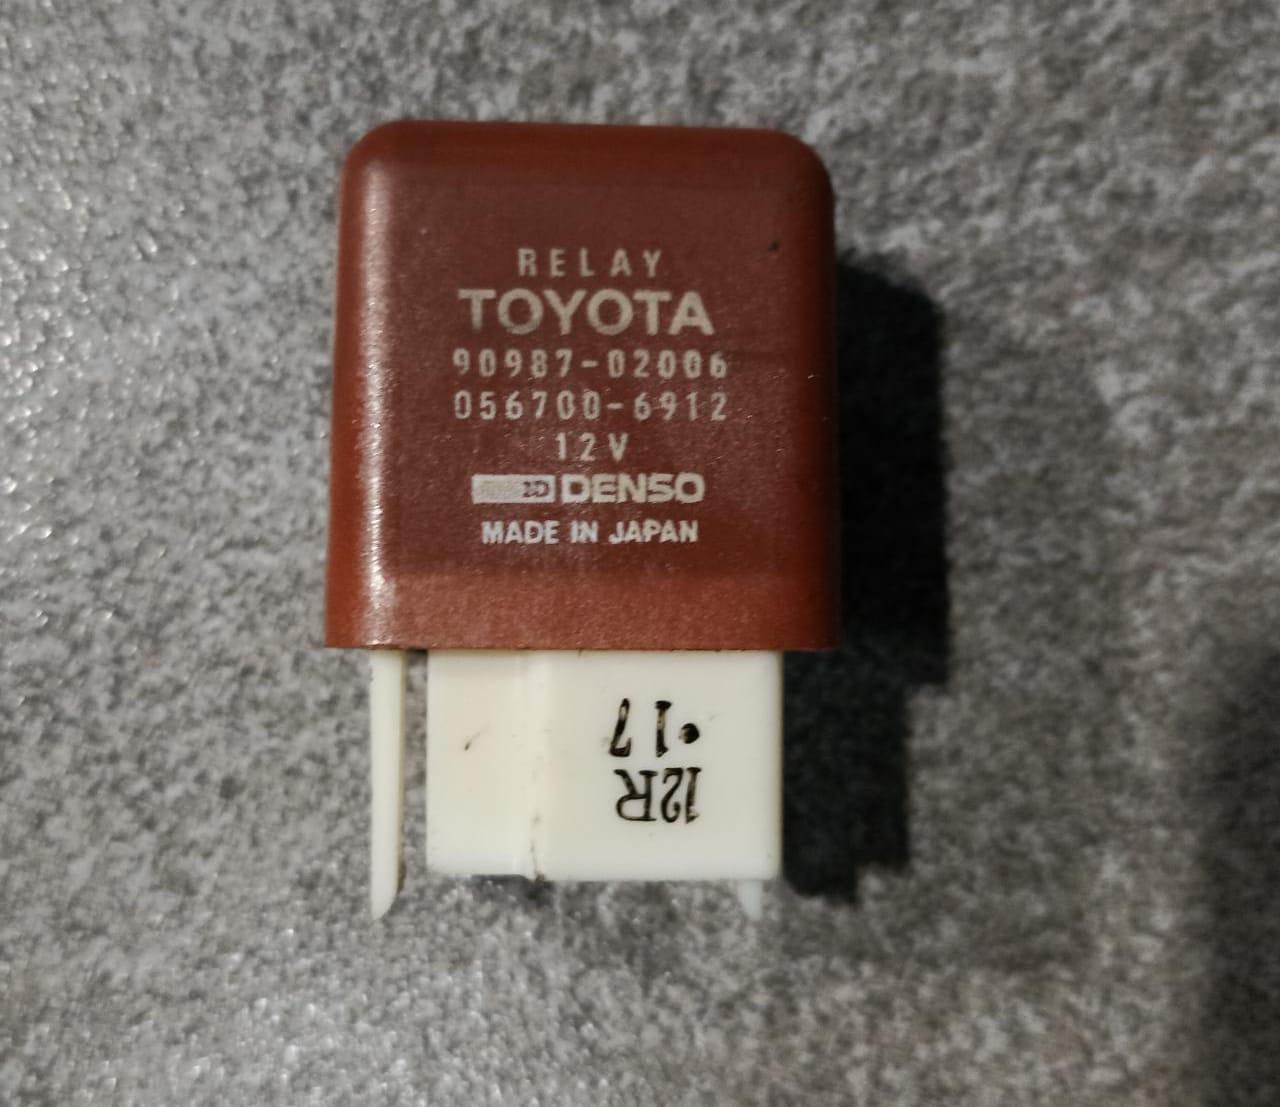 RELAY
TOYOTA
90987-02006
056700-6912
12V
DENSO
MADE IN JAPAN
12R
•17